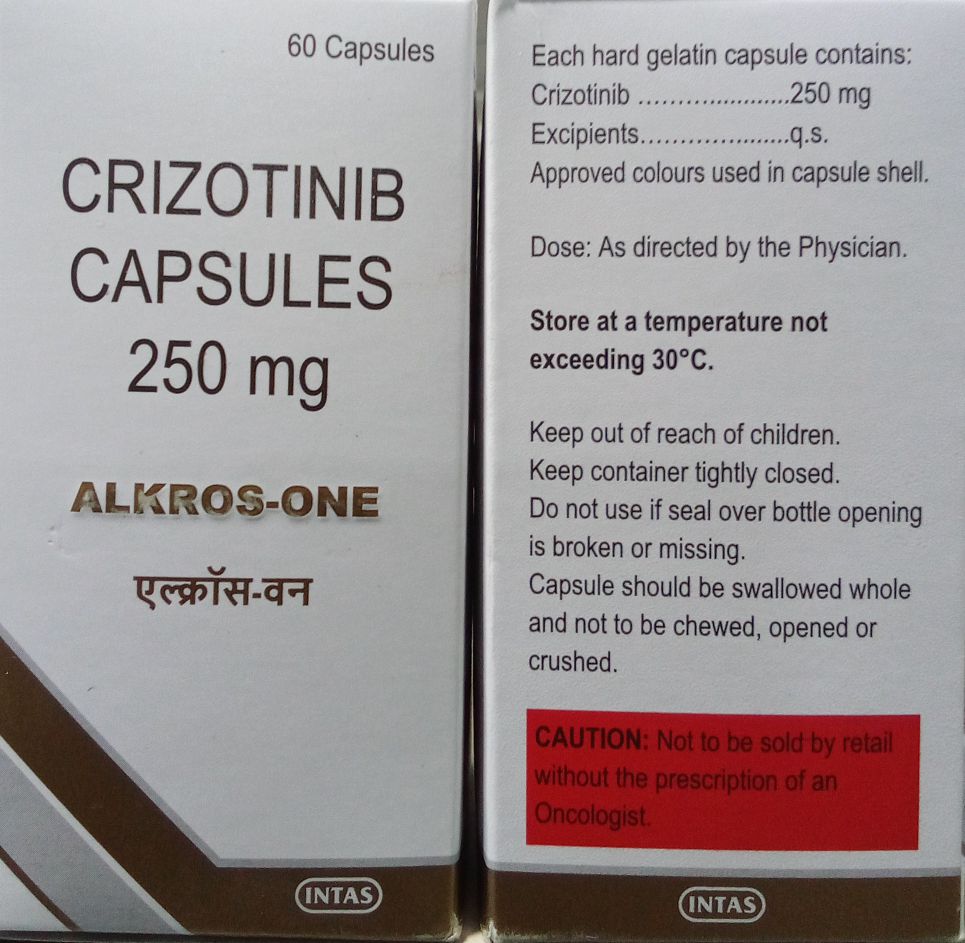 60 Capsules
CRIZOTINIB
CAPSULES
250 mg
ALKROS-ONE
एल्क्रॉस-वन
INTAS
Each hard gelatin capsule contains:
Crizotinib ......................250 mg
Excipients......................q.s.
Approved colours used in capsule shell.
Dose: As directed by the Physician.
Store at a temperature not
exceeding 30°C.
Keep out of reach of children.
Keep container tightly closed.
Do not use if seal over bottle opening
is broken or missing.
Capsule should be swallowed whole
and not to be chewed, opened or
crushed.
CAUTION: Not to be sold by retail
without the prescription of an
Oncologist.
INTAS